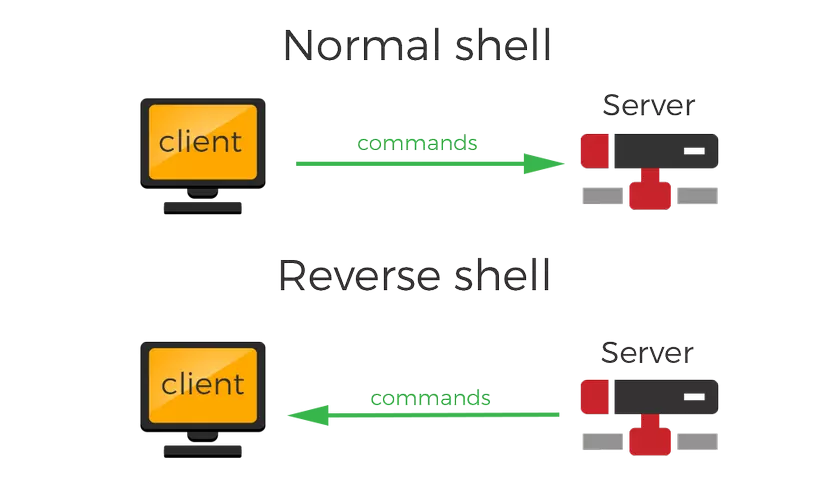 Normal shell
Server
client
commands
Reverse shell
Server
client
commands